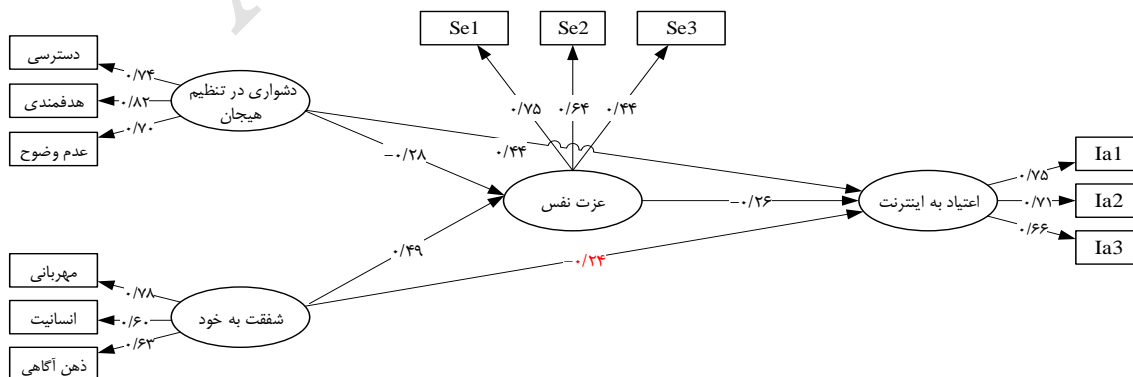 Se1
Se2
Se3
دسترسی
۰/۷۴
هدفمندی
۰/۸۲
عدم وضوح
۰/۷۰
دشواری در تنظیم
هیجان
۰/۷۵
۰/۶۴
۰/۴۴
−۰/۲۸
۰/۴۴
عزت نفس
−۰/۲۶
اعتیاد به اینترنت
۰/۷۵
Ia1
۰/۷۱
Ia2
۰/۶۶
Ia3
۰/۴۹
−۰/۲۴
مهربانی
۰/۷۸
انسانیت
۰/۶۰
ذهن آگاهی
۰/۶۳
شفقت به خود